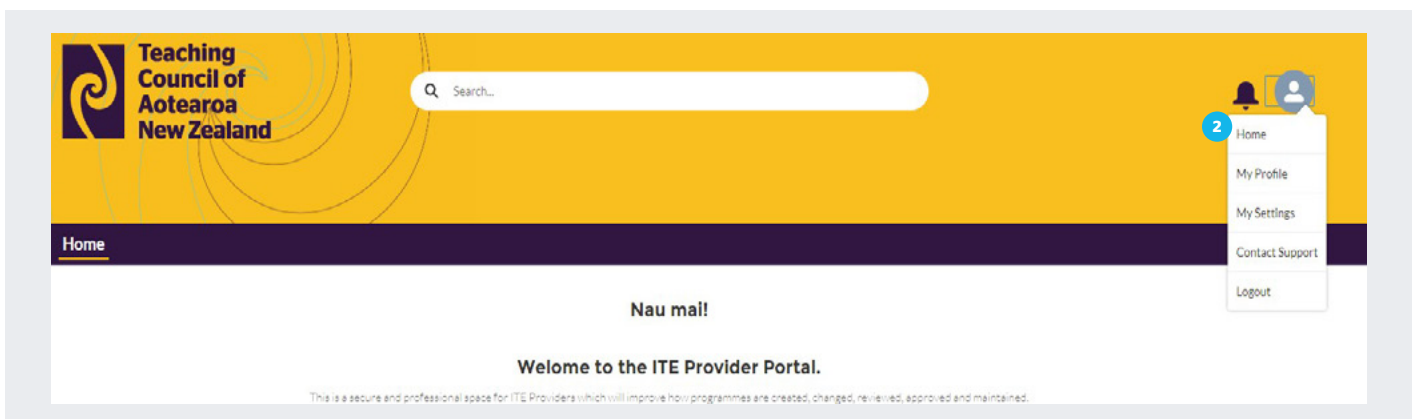 Teaching
Council of
Aotearoa
New Zealand
Search...
2
Home
My Profile
My Settings
Contact Support
Logout
Home
Nau mai!
Welome to the ITE Provider Portal.
This is a secure and professional space for ITE Providers which will improve how programmes are created, changed, reviewed, approved and maintained.